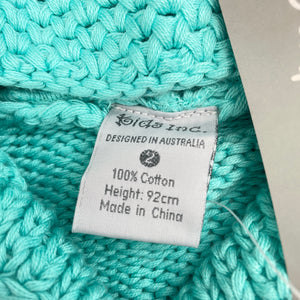 Kids Inc.
DESIGNED IN AUSTRALIA
2
100% Cotton
Height: 92cm
Made in China